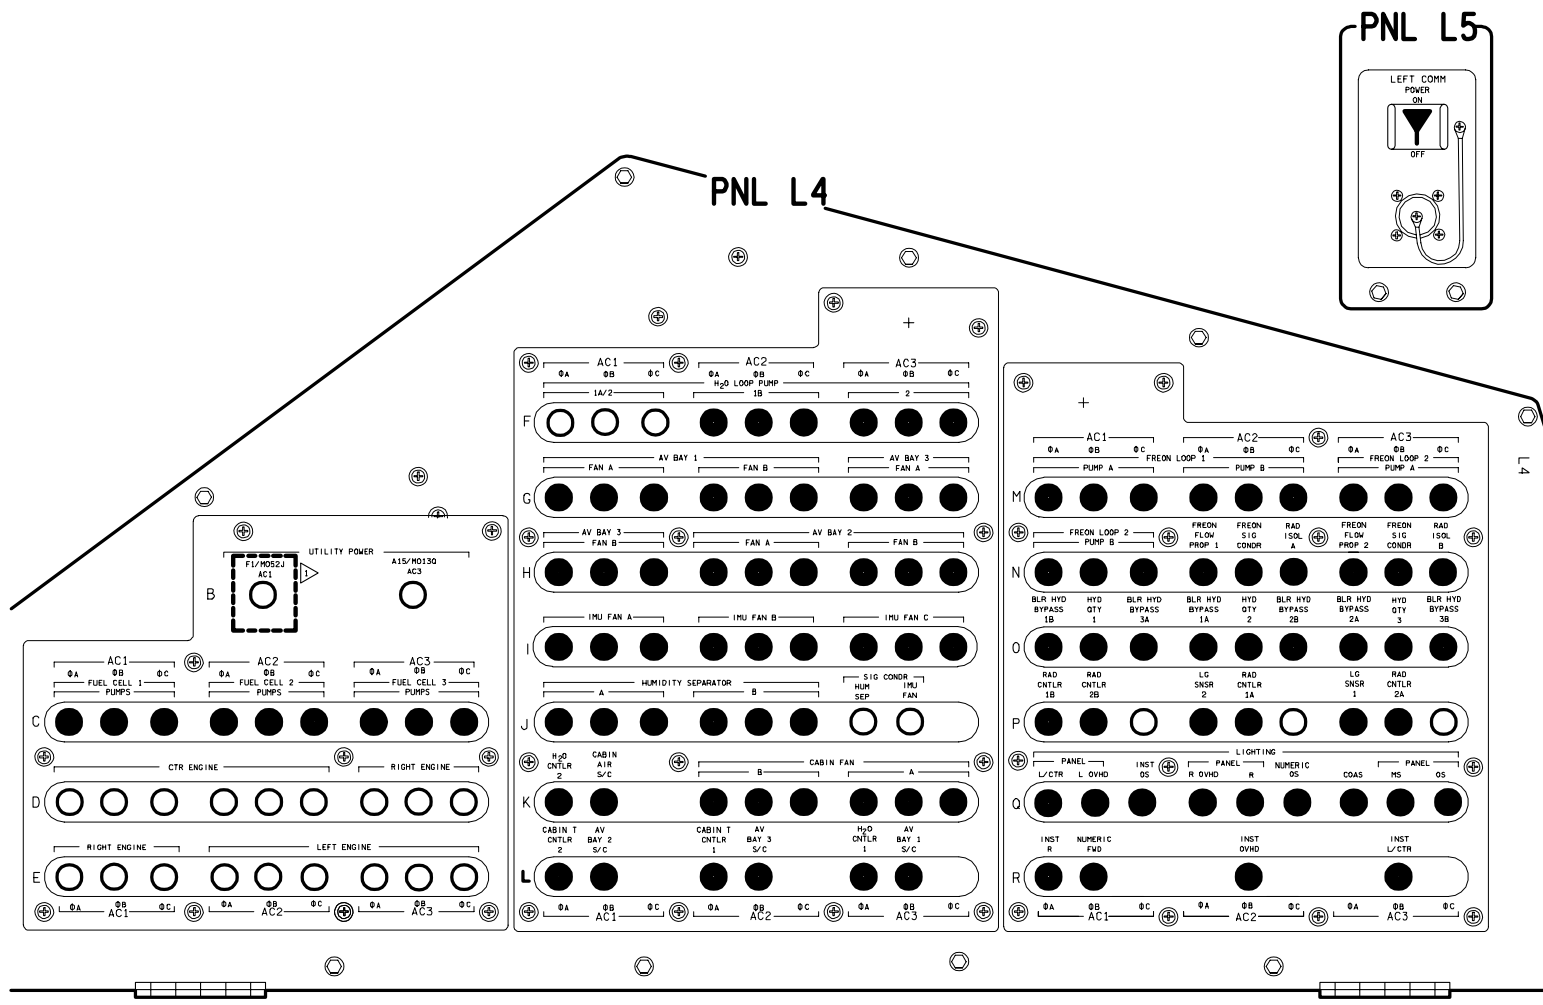 PNL L5
LEFT COMM
POWER
ON
OFF
PNL L4
L4
UTILITY POWER
F1/MO52J
AC1
1
A15/MO13Q
AC3
B
AC1 AC2 AC3
ΦA ΦB ΦC ΦA ΦB ΦC ΦA ΦB ΦC
FUEL CELL 1 FUEL CELL 2 FUEL CELL 3
PUMPS PUMPS PUMPS
C
CTR ENGINE RIGHT ENGINE
D
RIGHT ENGINE LEFT ENGINE
E
ΦA ΦB ΦC ΦA ΦB ΦC ΦA ΦB ΦC
AC1 AC2 AC3
AC1 AC2 AC3
ΦA ΦB ΦC ΦA ΦB ΦC ΦA ΦB ΦC
H2O LOOP PUMP
1A/2 1B 2
F
AV BAY 1 AV BAY 3
FAN A FAN B FAN A
G
AV BAY 3 AV BAY 2
FAN B FAN A FAN B
H
IMU FAN A IMU FAN B IMU FAN C
I
HUMIDITY SEPARATOR SIG CONDR
A B HUM SEP IMU FAN
J
H2O CNTLR 2 CABIN AIR S/C CABIN FAN
B A
K
CABIN T CNTLR 2 AV BAY 2 S/C CABIN T CNTLR 1 AV BAY 3 S/C H2O CNTLR 1 AV BAY 1 S/C
L
ΦA ΦB ΦC ΦA ΦB ΦC ΦA ΦB ΦC
AC1 AC2 AC3
AC1 AC2 AC3
ΦA ΦB ΦC ΦA ΦB ΦC ΦA ΦB ΦC
FREON LOOP 1 FREON LOOP 2
PUMP A PUMP B PUMP A
M
FREON LOOP 2 PUMP B FREON FLOW PROP 1 FREON SIG CONDR RAD ISOL A FREON FLOW PROP 2 FREON SIG CONDR RAD ISOL B
N
BLR HYD BYPASS 1B HYD QTY 1 BLR HYD BYPASS 3A BLR HYD BYPASS 1A HYD QTY 2 BLR HYD BYPASS 2B BLR HYD BYPASS 2A HYD QTY 3 BLR HYD BYPASS 3B
O
RAD CNTLR 1B RAD CNTLR 2B LG SNSR 2 RAD CNTLR 1A LG SNSR 1 RAD CNTLR 2A
P
LIGHTING
PANEL INST OS PANEL NUMERIC OS PANEL
L/CTR L OVHD R OVHD R COAS MS OS
Q
INST R NUMERIC FWD INST OVHD INST L/CTR
R
ΦA ΦB ΦC ΦA ΦB ΦC ΦA ΦB ΦC
AC1 AC2 AC3